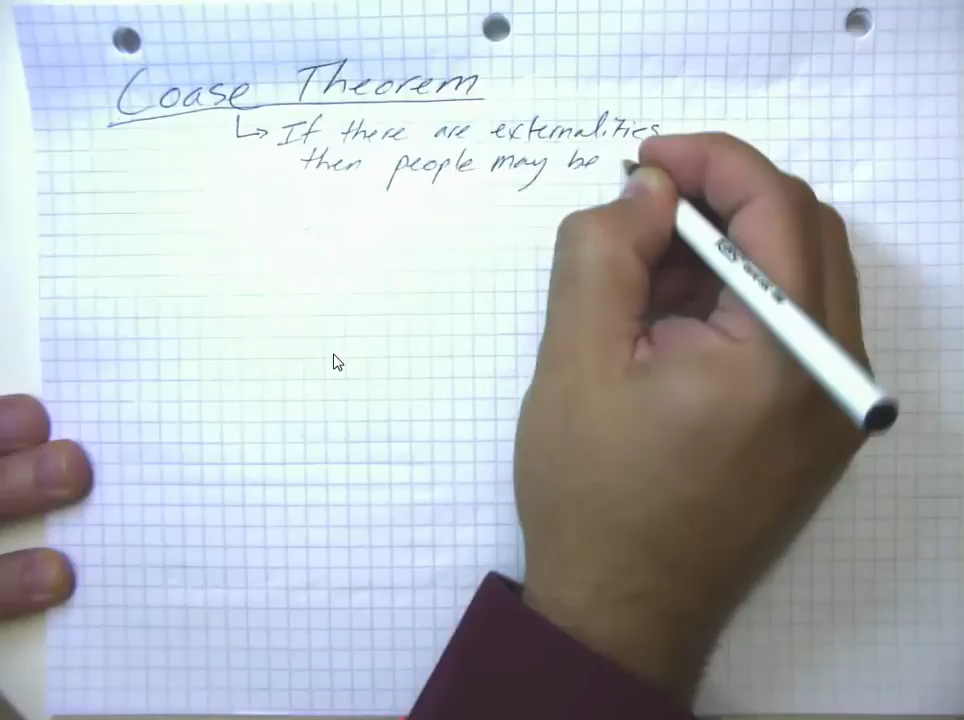 Coase Theorem
↳ If there are externalities
then people may be